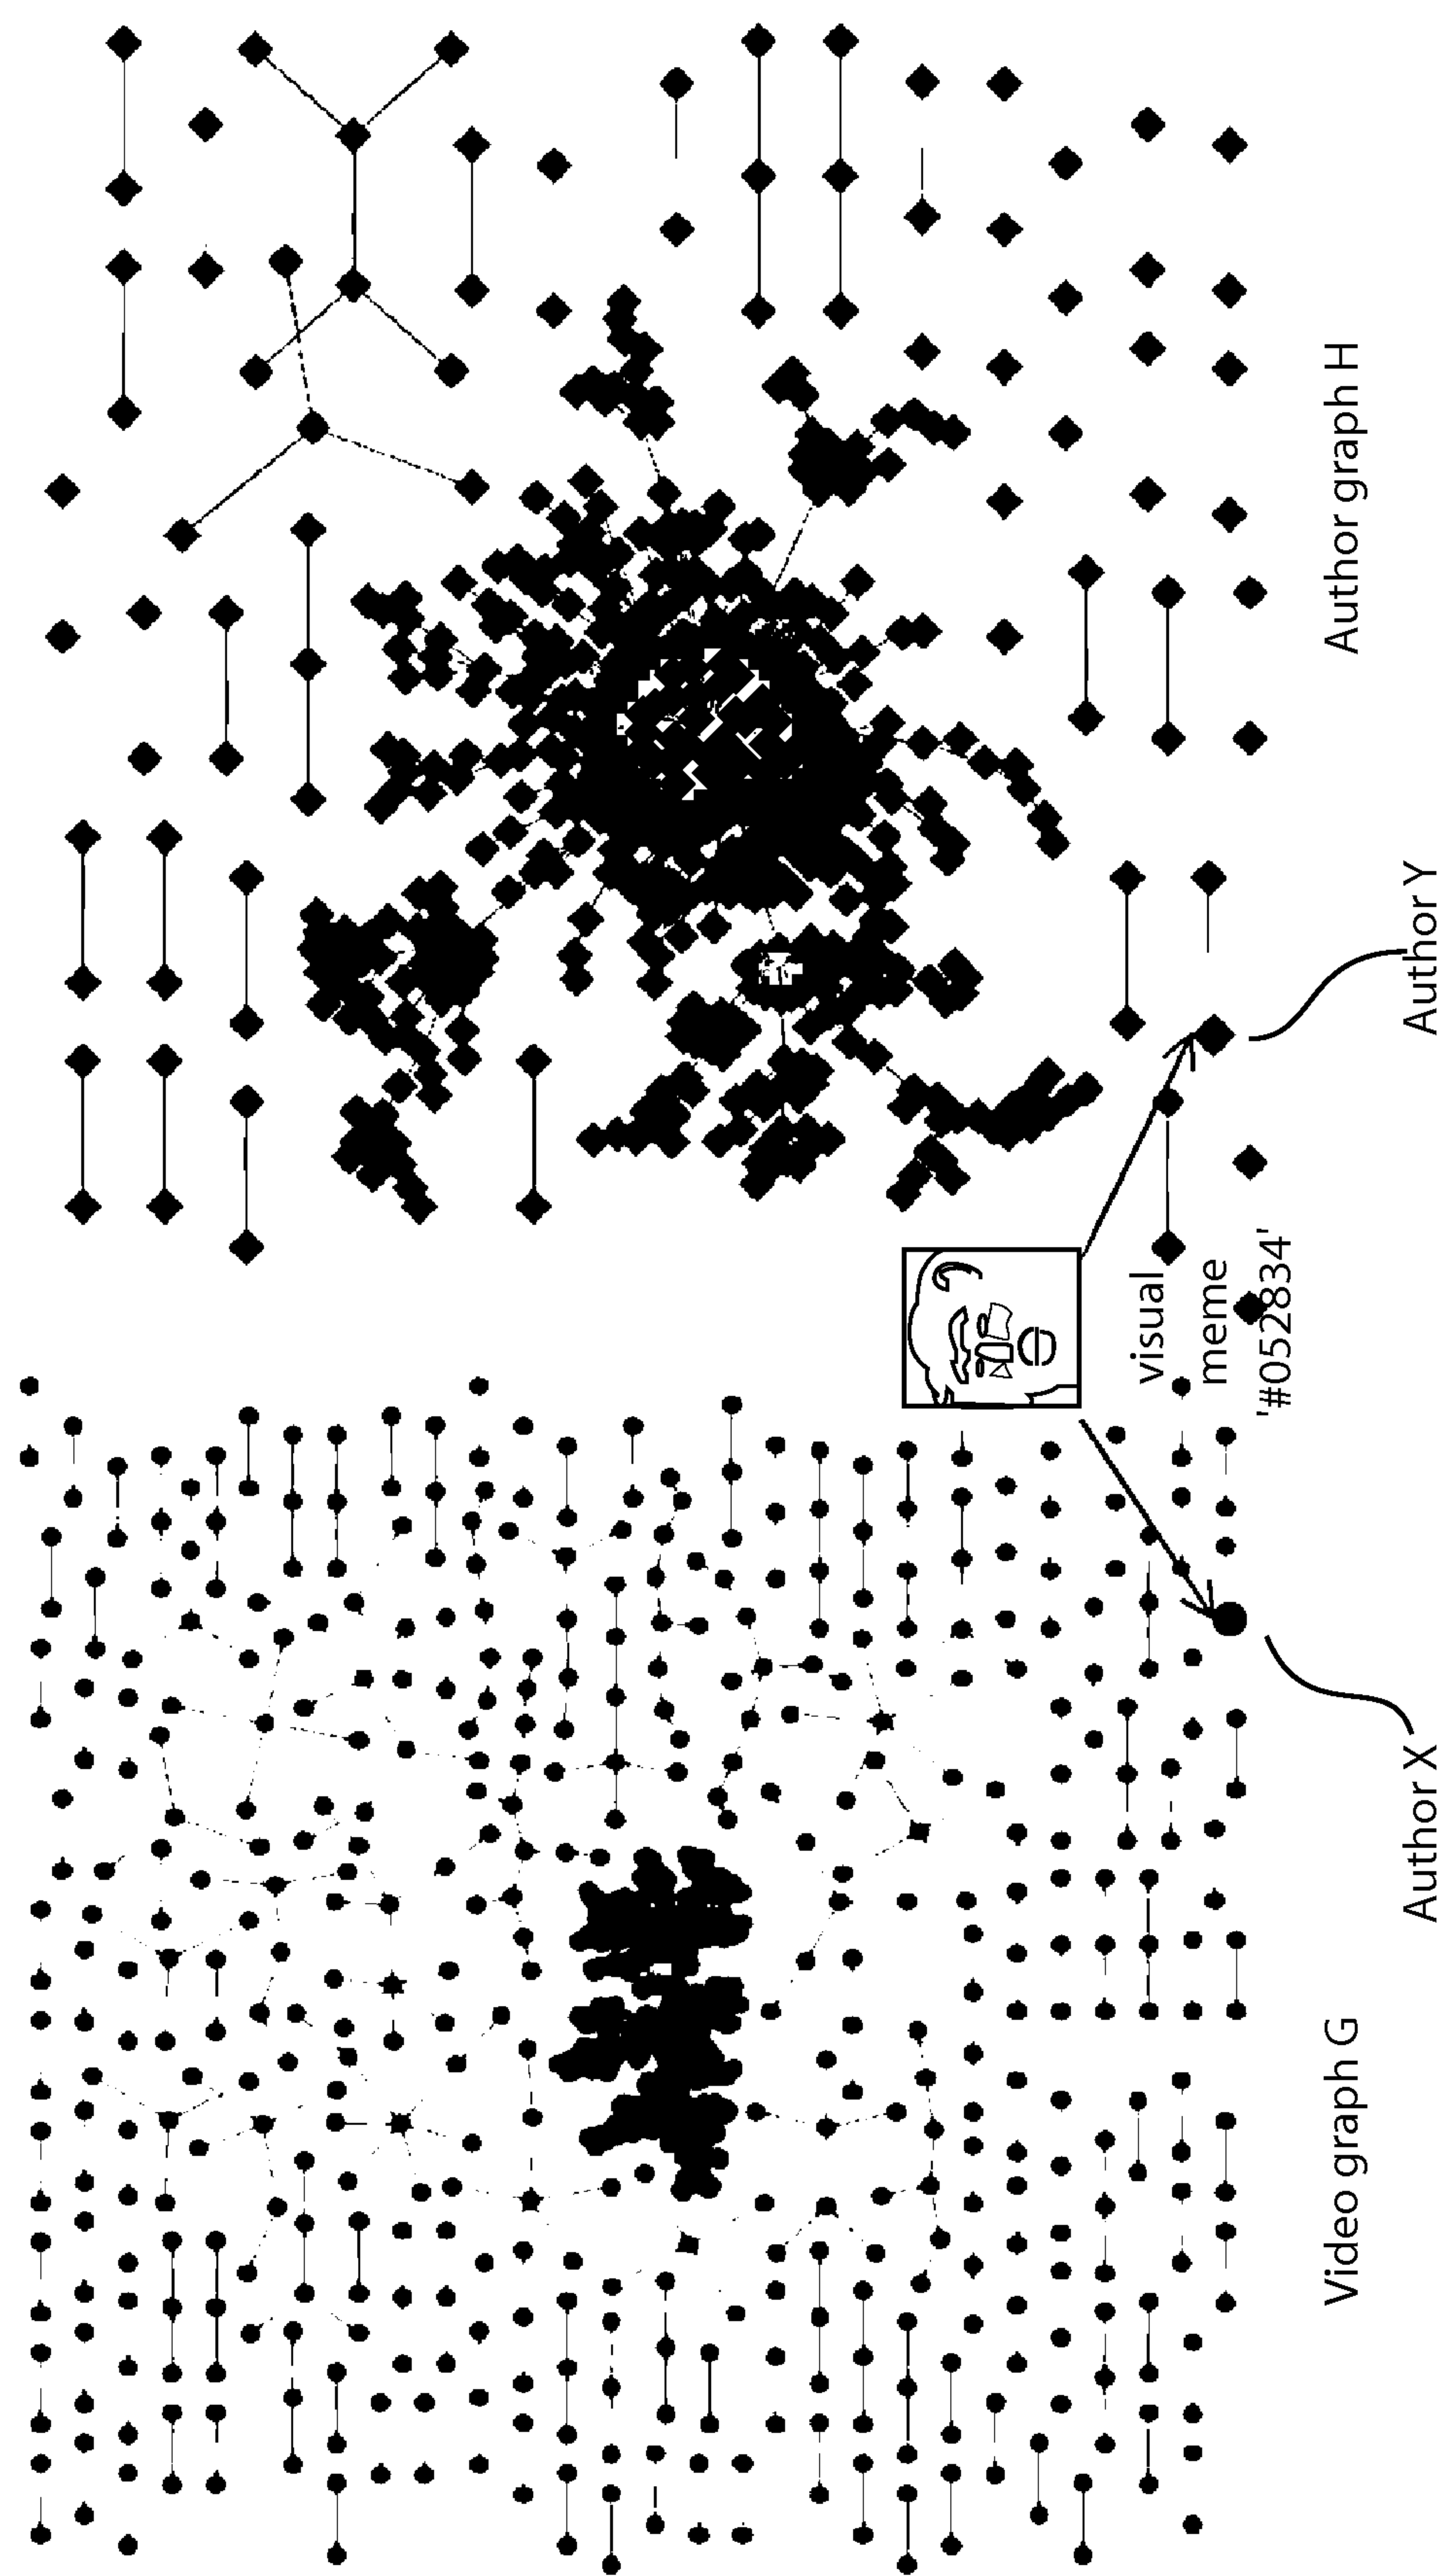 visual
meme
'#052834'
Video graph G
Author graph H
Author X
Author Y